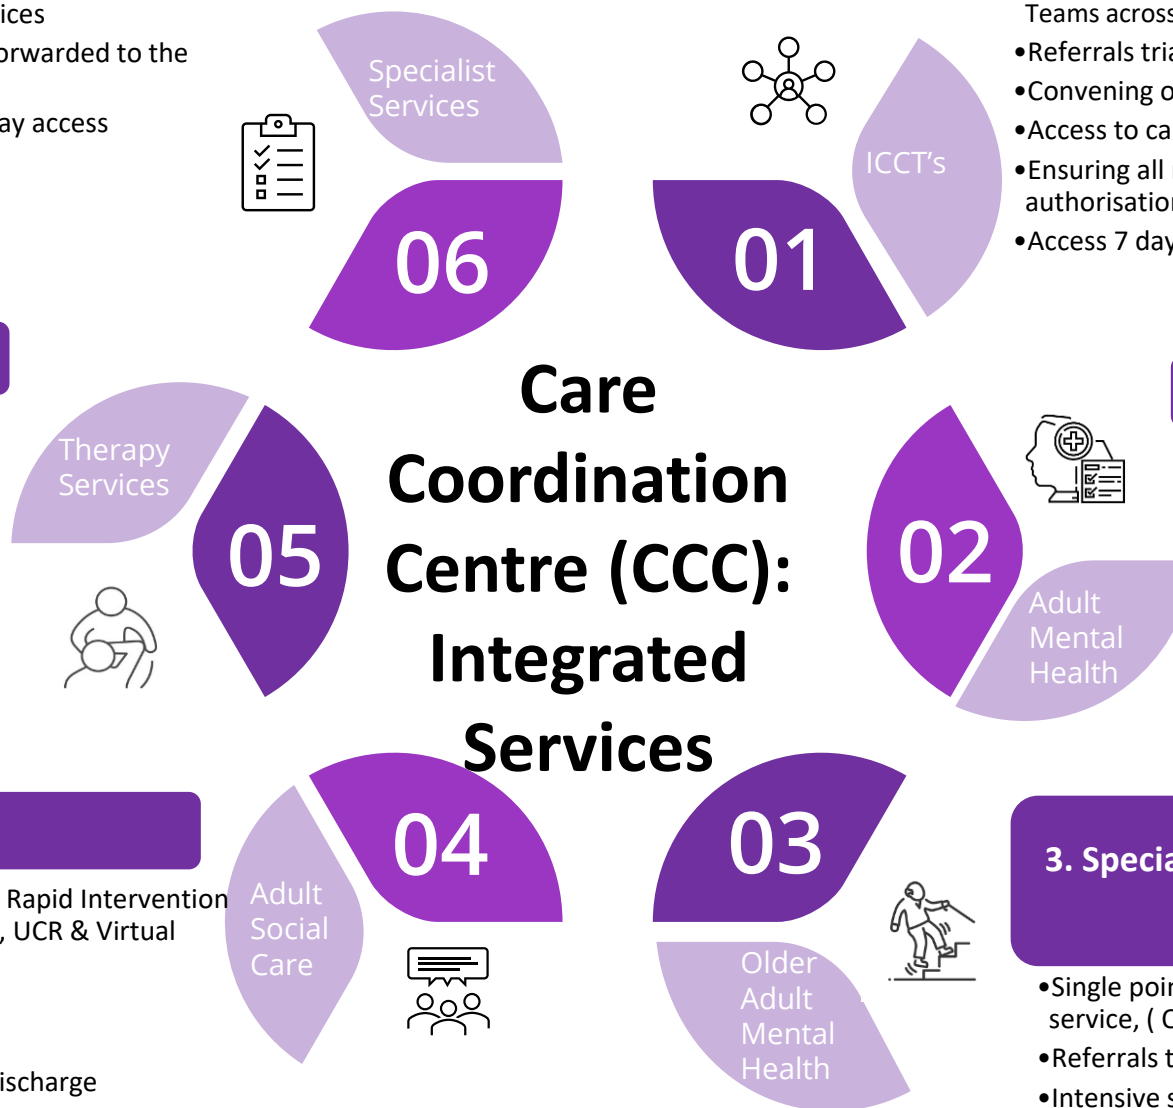 ices
orwarded to the
ay access
Specialist
Services
06
Teams across
•Referrals tria
•Convening o
•Access to ca
•Ensuring all
authorisation
•Access 7 day
ICCT's
01
Care
Coordination
Centre (CCC):
Integrated
Services
Therapy
Services
05
02
Adult
Mental
Health
04
Adult
Social
Care
Rapid Intervention
, UCR & Virtual
ischarge
03
Older
Adult
Mental
Health
3. Specia
•Single poin
service, ( C
•Referrals t
•Intensive s